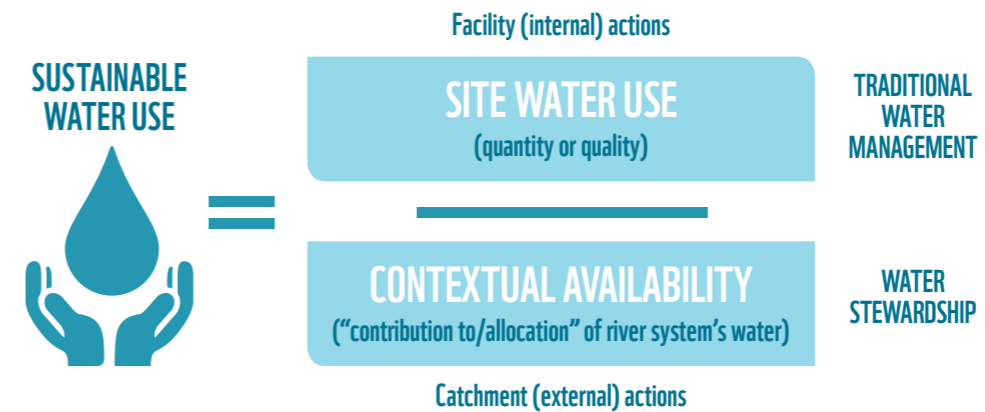 Facility (internal) actions
SUSTAINABLE
WATER USE
=
SITE WATER USE
(quantity or quality)
TRADITIONAL
WATER
MANAGEMENT
CONTEXTUAL AVAILABILITY
(“contribution to/allocation” of river system’s water)
WATER
STEWARDSHIP
Catchment (external) actions